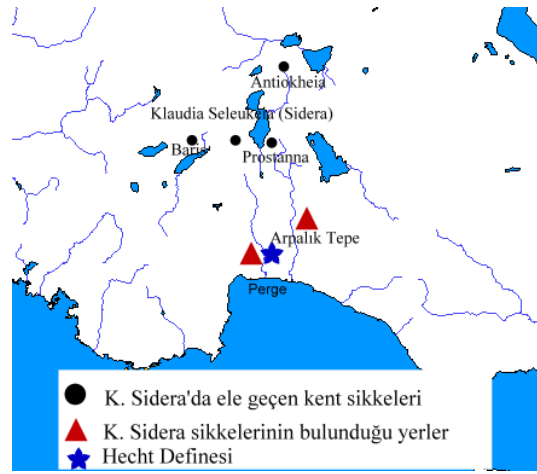 Antiokheia
Klaudia Seleukeia (Sidera)
Baris
Prostanna
Arpalık Tepe
Perge
K. Sidera'da ele geçen kent sikkeleri
K. Sidera sikkelerinin bulunduğu yerler
Hecht Definesi